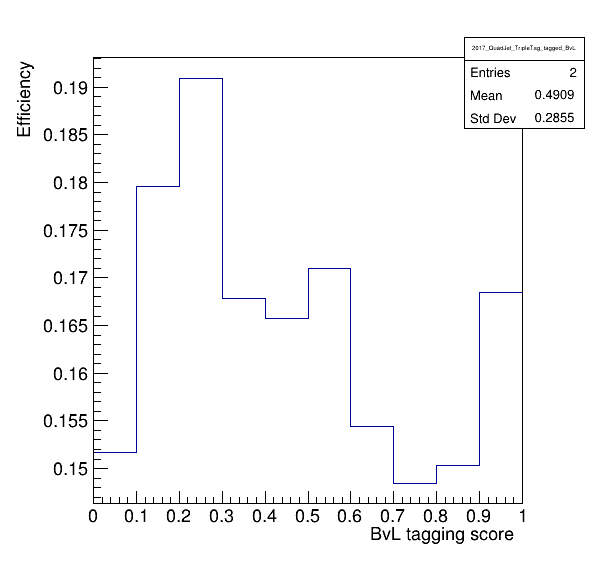 2017_QuadJet_TripleTag_tagged_BvL
Entries 2
Mean 0.4909
Std Dev 0.2855
Efficiency
0.19
0.185
0.18
0.175
0.17
0.165
0.16
0.155
0.15
0 0.1 0.2 0.3 0.4 0.5 0.6 0.7 0.8 0.9 1
BvL tagging score